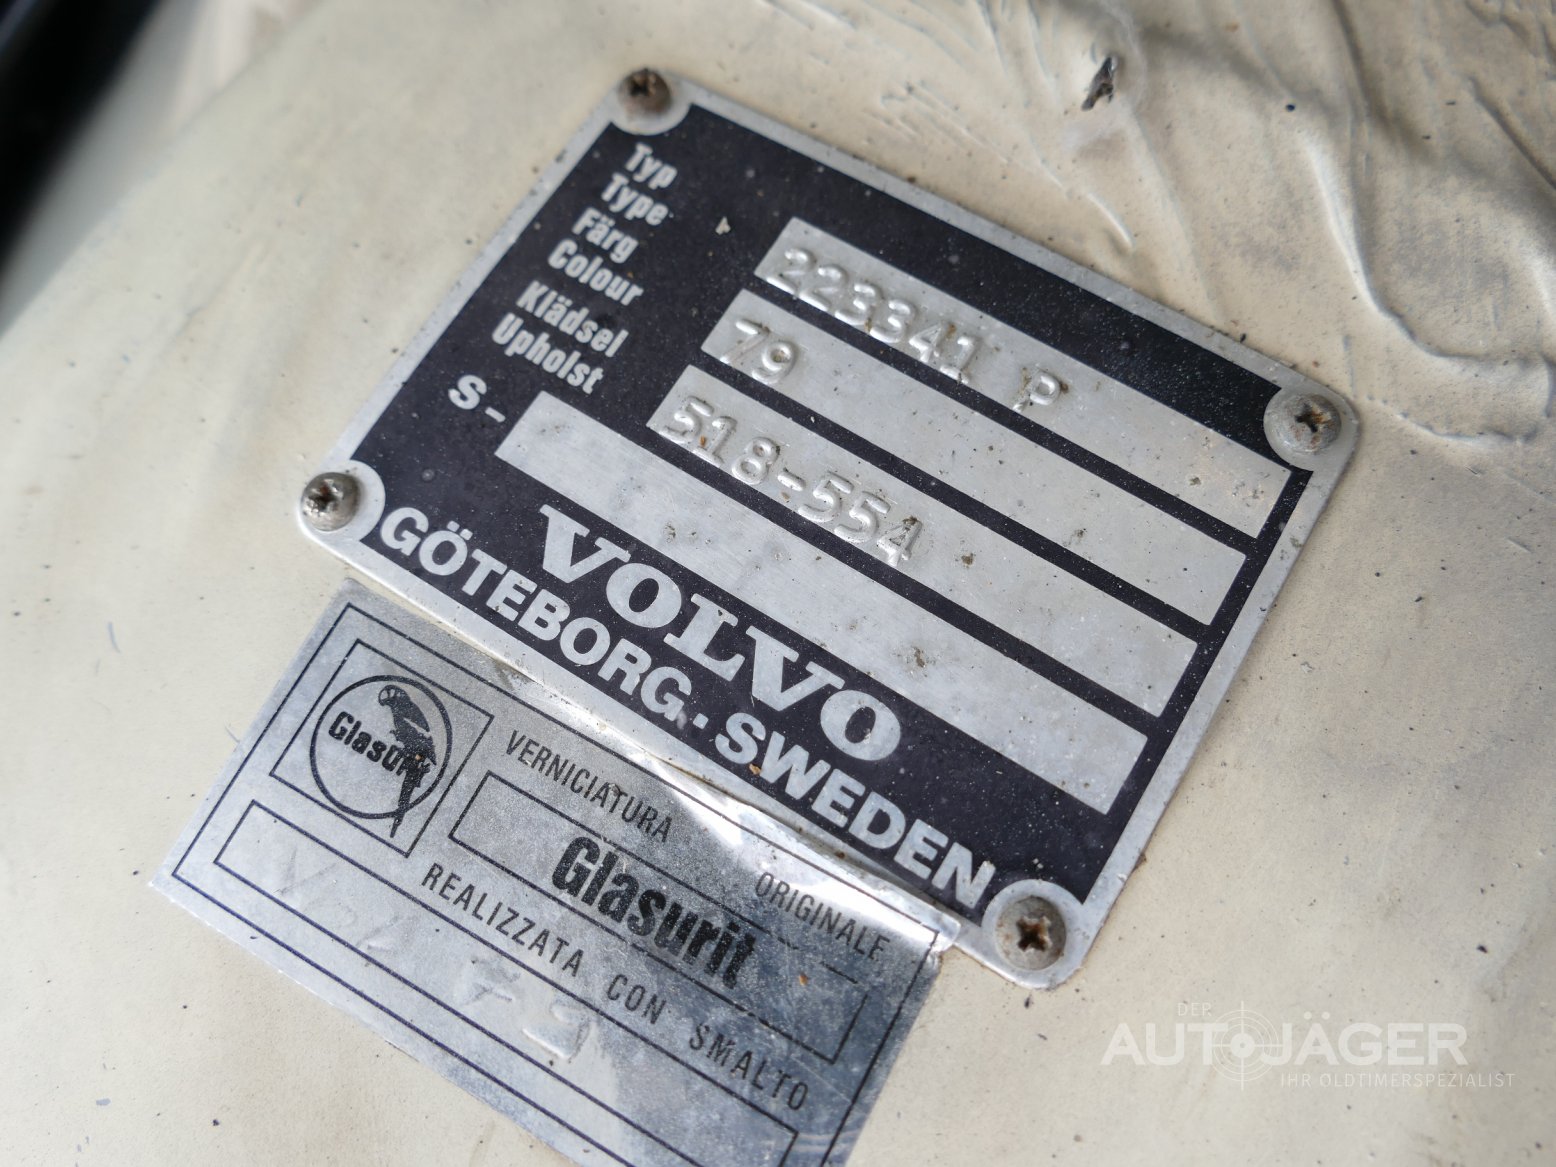 Typ
Type
223341 P
Färg
Colour
79
Klädsel
Upholst
518-554
S-
VOLVO
GÖTEBORG. SWEDEN
Glasurit
VERNICIATURA ORIGINALE
Glasurit
REALIZZATA CON SMALTO
79
DER
AUTOJÄGER
IHR OLDTIMERSPEZIALIST